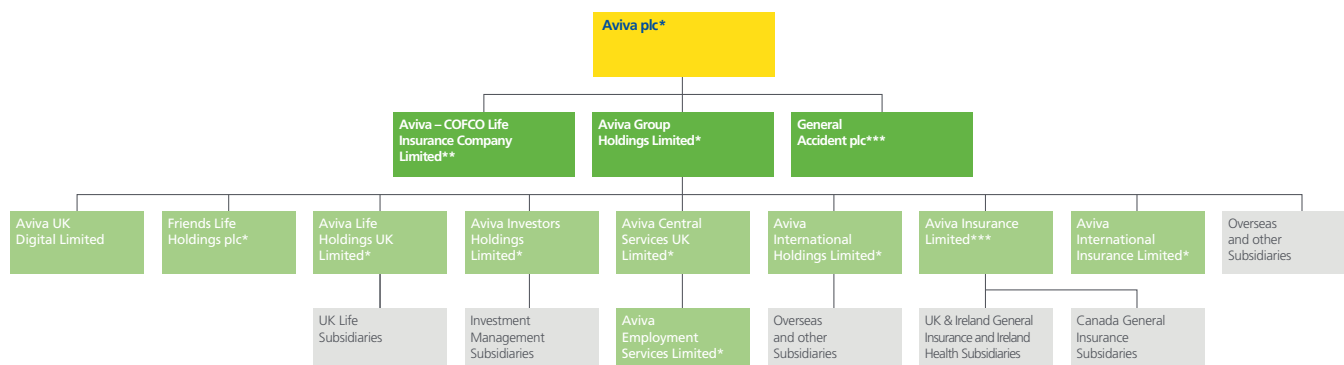 Aviva plc*
Aviva – COFCO Life
Insurance Company
Limited**
Aviva Group
Holdings Limited*
General
Accident plc***
Aviva UK
Digital Limited
Friends Life
Holdings plc*
Aviva Life
Holdings UK
Limited*
Aviva Investors
Holdings
Limited*
Aviva Central
Services UK
Limited*
Aviva
International
Holdings Limited*
Aviva Insurance
Limited***
Aviva
International
Insurance Limited*
Overseas
and other
Subsidiaries
UK Life
Subsidiaries
Investment
Management
Subsidiaries
Aviva
Employment
Services Limited*
Overseas
and other
Subsidiaries
UK & Ireland General
Insurance and Ireland
Health Subsidiaries
Canada General
Insurance
Subsidaries